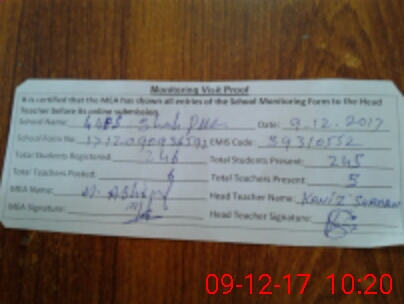 Monitoring Visit Proof
It is certified that the MEA has shown all entries of the School Monitoring Form to the Head
Teacher before its online submission.
School Name: Date: 9.12.2017
School Form No. EMIS Code: 39310552
Total Students Registered: 246 Total Students Present: 245
Total Teachers Posted: 6 Total Teachers Present: 5
MEA Name: Head Teacher Name: KANIZ
MEA Signature: Head Teacher Signature:
09-12-17 10:20